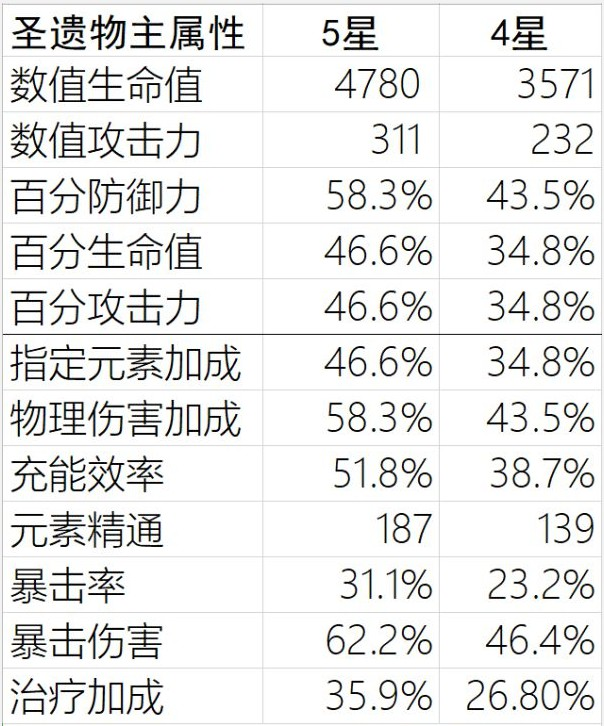 圣遗物主属性 5星 4星
数值生命值 4780 3571
数值攻击力 311 232
百分防御力 58.3% 43.5%
百分生命值 46.6% 34.8%
百分攻击力 46.6% 34.8%
指定元素加成 46.6% 34.8%
物理伤害加成 58.3% 43.5%
充能效率 51.8% 38.7%
元素精通 187 139
暴击率 31.1% 23.2%
暴击伤害 62.2% 46.4%
治疗加成 35.9% 26.80%